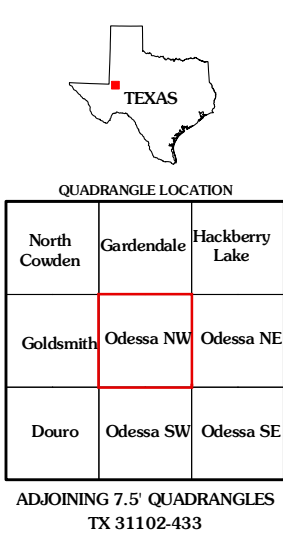 TEXAS
QUADRANGLE LOCATION
North
Cowden
Gardendale
Hackberry
Lake
Goldsmith
Odessa NW
Odessa NE
Douro
Odessa SW
Odessa SE
ADJOINING 7.5' QUADRANGLES
TX 31102-433